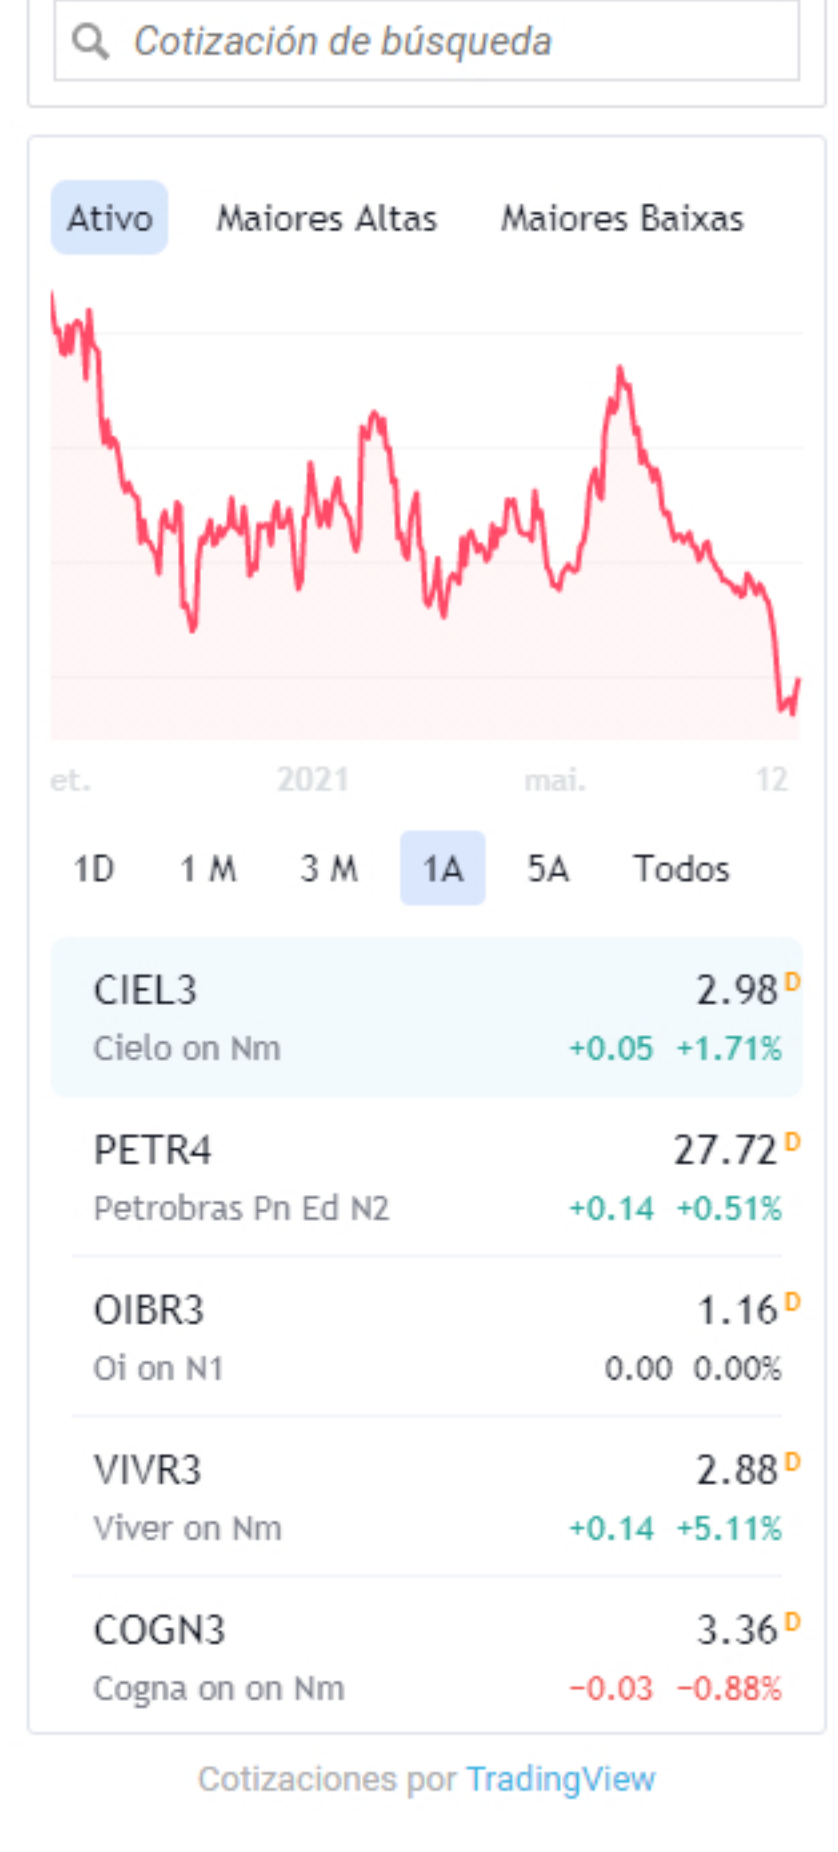 Cotización de búsqueda
Ativo Maiores Altas Maiores Baixas
et. 2021 mai. 12
1D 1 M 3 M 1A 5A Todos
CIEL3 2.98 D
Cielo on Nm +0.05 +1.71%
PETR4 27.72 D
Petrobras Pn Ed N2 +0.14 +0.51%
OIBR3 1.16 D
Oi on N1 0.00 0.00%
VIVR3 2.88 D
Viver on Nm +0.14 +5.11%
COGN3 3.36 D
Cogna on on Nm −0.03 −0.88%
Cotizaciones por TradingView